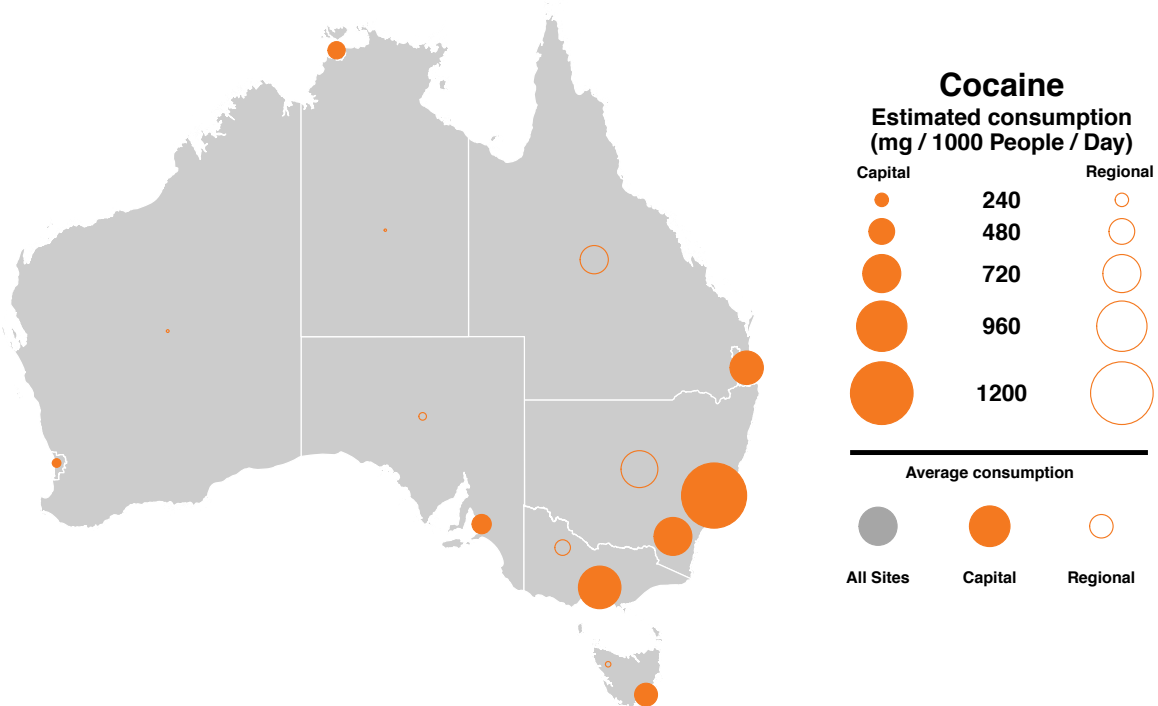 Cocaine
Estimated consumption
(mg / 1000 People / Day)
Capital Regional
240
480
720
960
1200
Average consumption
All Sites Capital Regional